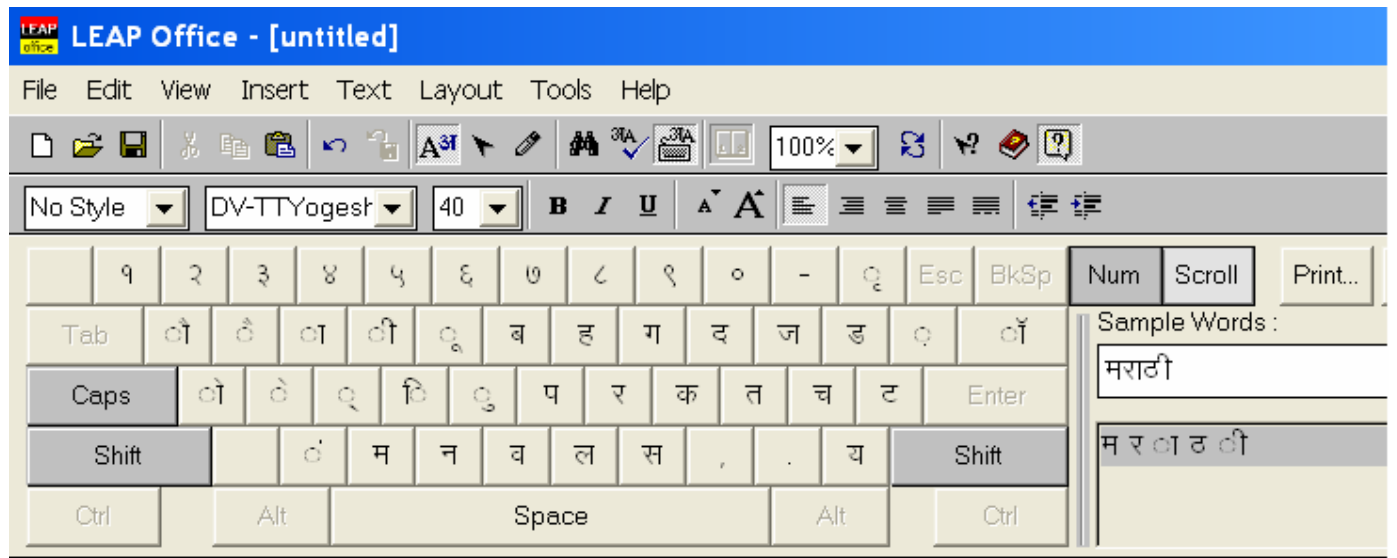 LEAP office LEAP Office - [untitled]
File Edit View Insert Text Layout Tools Help
A अ अ A अ A 100% ?
No Style DV-TTYogesh 40 B I U A A
१ २ ३ ४ ५ ६ ७ ८ ९ ० - ृ Esc BkSp Num Scroll Print...
Tab ौ ै ा ी ू ब ह ग द ज ड ़ ॉ Sample Words :
मराठी
Caps ो े ् ि ु प र क त च ट Enter
Shift ं म न व ल स , . य Shift
म र ा ठ ी
Ctrl Alt Space Alt Ctrl